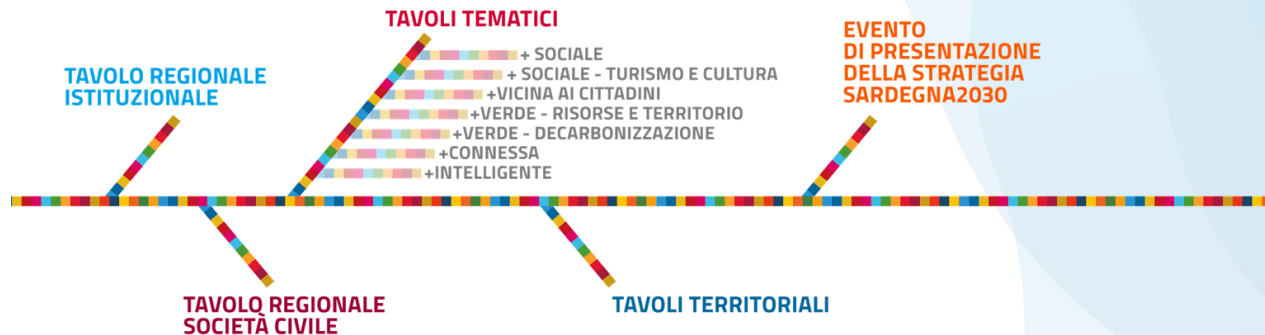 TAVOLO REGIONALE
ISTITUZIONALE
TAVOLO REGIONALE
SOCIETÀ CIVILE
TAVOLI TEMATICI
+ SOCIALE
+ SOCIALE - TURISMO E CULTURA
+VICINA AI CITTADINI
+VERDE - RISORSE E TERRITORIO
+VERDE - DECARBONIZZAZIONE
+CONNESSA
+INTELLIGENTE
TAVOLI TERRITORIALI
EVENTO
DI PRESENTAZIONE
DELLA STRATEGIA
SARDEGNA2030